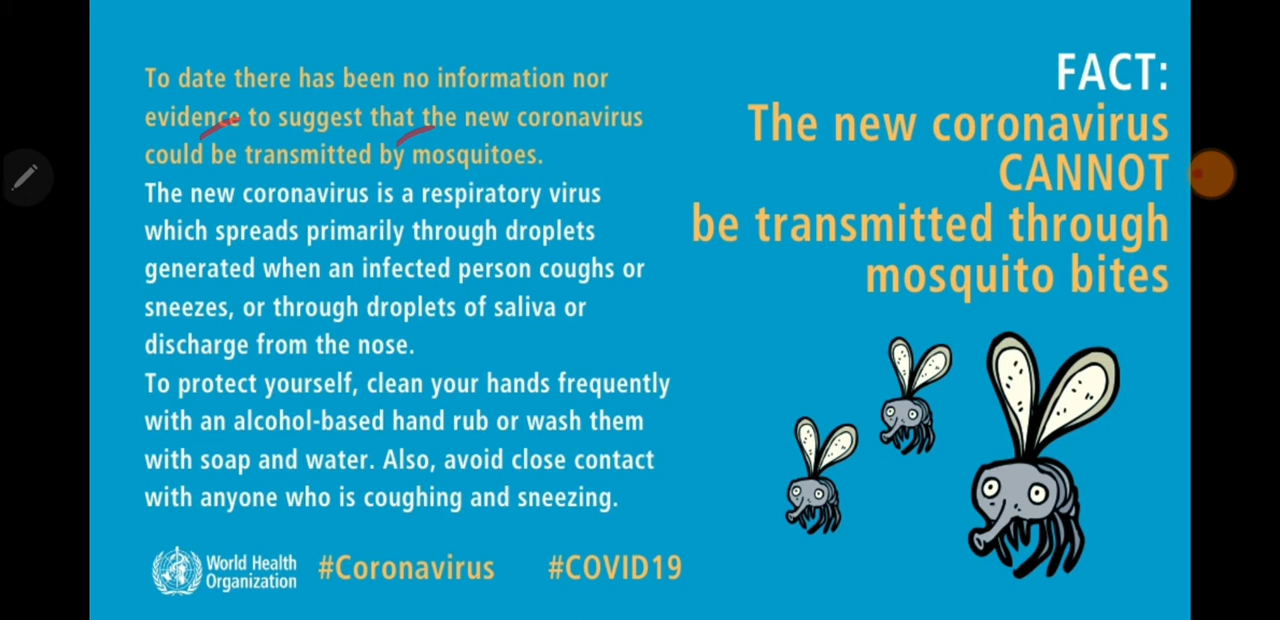 To date there has been no information nor
evidence to suggest that the new coronavirus
could be transmitted by mosquitoes.
The new coronavirus is a respiratory virus
which spreads primarily through droplets
generated when an infected person coughs or
sneezes, or through droplets of saliva or
discharge from the nose.
To protect yourself, clean your hands frequently
with an alcohol-based hand rub or wash them
with soap and water. Also, avoid close contact
with anyone who is coughing and sneezing.
World Health
Organization
#Coronavirus #COVID19
FACT:
The new coronavirus
CANNOT
be transmitted through
mosquito bites